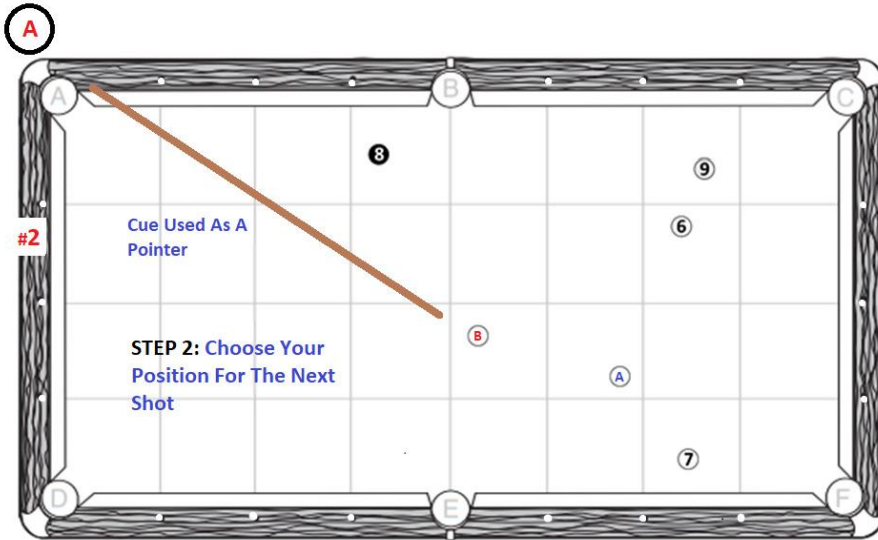 A
A
B
C
8
9
#2
Cue Used As A
Pointer
6
B
STEP 2: Choose Your
Position For The Next
Shot
A
7
D
E
F